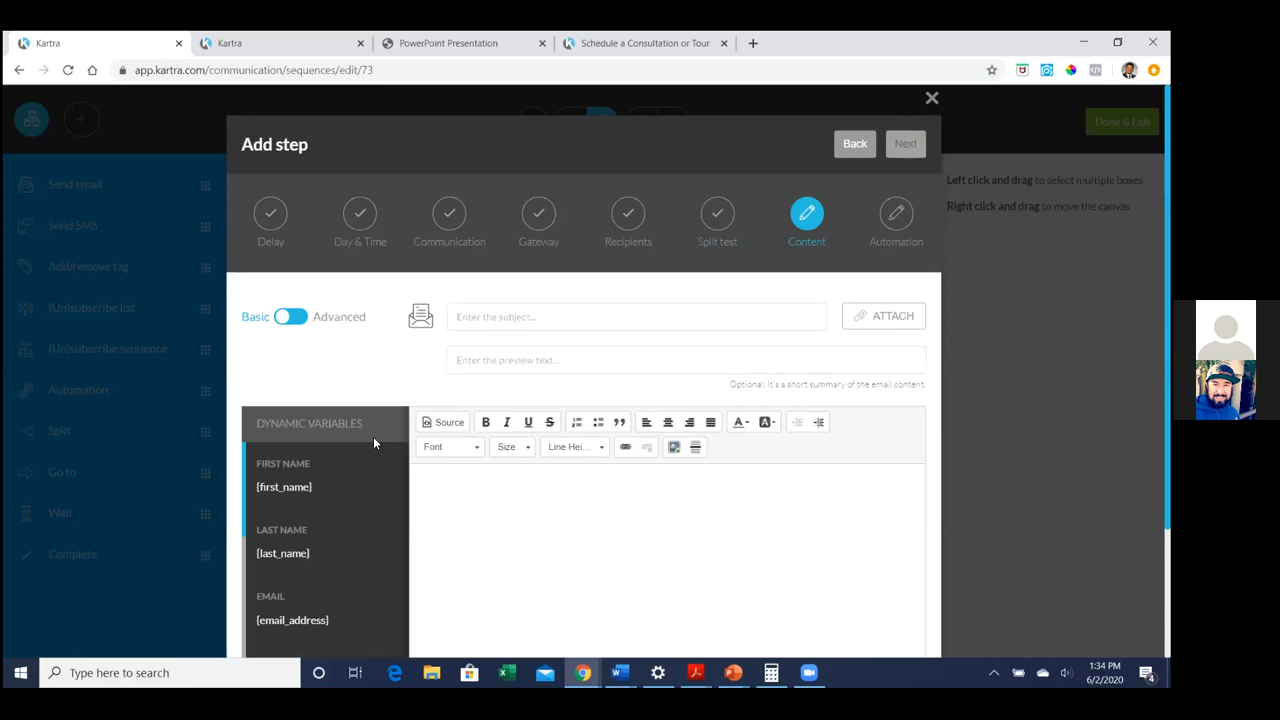 Kartra
Kartra
PowerPoint Presentation
Schedule a Consultation or Tour
app.kartra.com/communication/sequences/edit/73
Done & Exit
Send email
Send SMS
Add/remove tag
(Un)subscribe list
(Un)subscribe sequence
Automation
Split
Go to
Wait
Complete
Left click and drag to select multiple boxes
Right click and drag to move the canvas
Add step
Back
Next
Delay
Day & Time
Communication
Gateway
Recipients
Split test
Content
Automation
Basic
Advanced
Enter the subject...
ATTACH
Enter the preview text...
Optional. It's a short summary of the email content.
DYNAMIC VARIABLES
FIRST NAME
{first_name}
LAST NAME
{last_name}
EMAIL
{email_address}
Source
B I U S
A A
Font
Size
Line Hei...
Type here to search
1:34 PM
6/2/2020
4